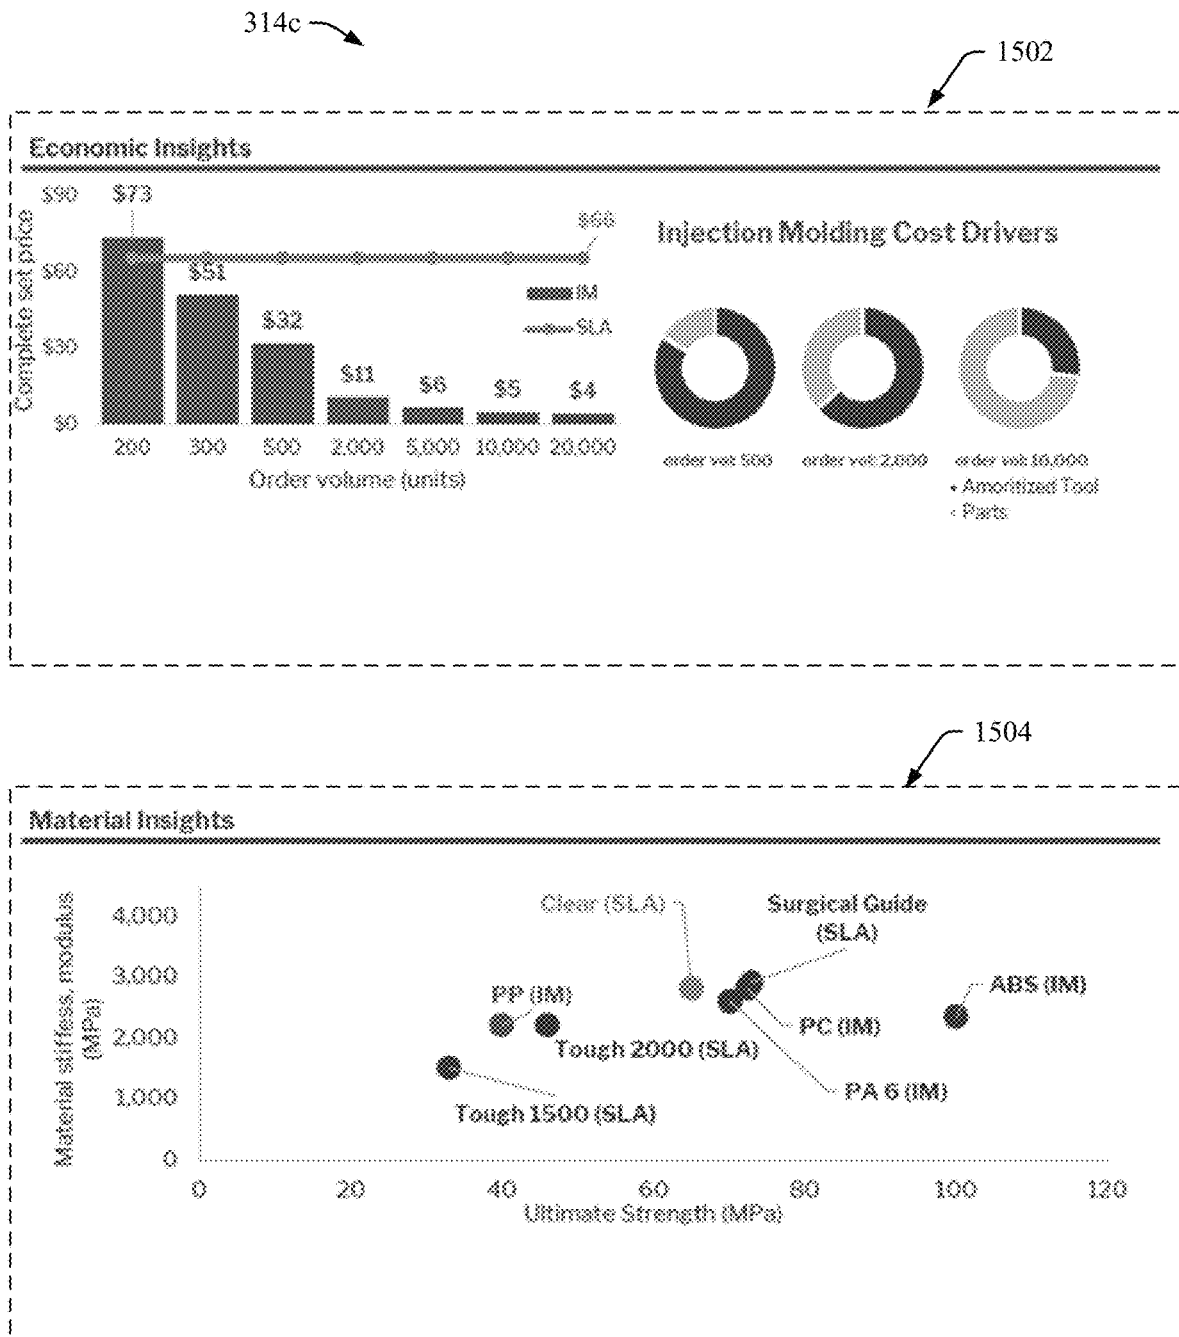 314c
1502
Economic Insights
Complete set price
$90
$60
$30
$0
$73
$51
$32
$11
$6
$5
$4
$66
IM
SLA
200 300 500 2,000 5,000 10,000 20,000
Order volume (units)
Injection Molding Cost Drivers
order vol: 500 order vol: 2,000 order vol: 10,000
Amoritized Tool
Parts
1504
Material Insights
Material stiffess, modulus
(MPa)
4,000
3,000
2,000
1,000
0
Clear (SLA)
Surgical Guide
(SLA)
PP (IM)
ABS (IM)
PC (IM)
Tough 2000 (SLA)
PA 6 (IM)
Tough 1500 (SLA)
0 20 40 60 80 100 120
Ultimate Strength (MPa)